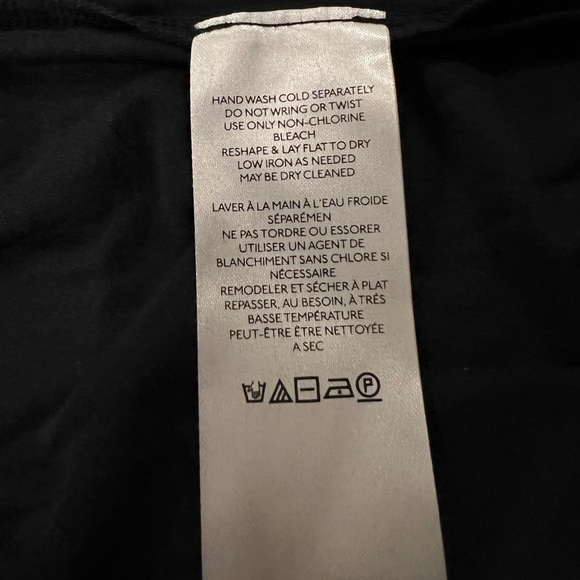 HAND WASH COLD SEPARATELY
DO NOT WRING OR TWIST
USE ONLY NON-CHLORINE
BLEACH
RESHAPE & LAY FLAT TO DRY
LOW IRON AS NEEDED
MAY BE DRY CLEANED
LAVER À LA MAIN À L'EAU FROIDE
SÉPARÉMEN
NE PAS TORDRE OU ESSORER
UTILISER UN AGENT DE
BLANCHIMENT SANS CHLORE SI
NÉCESSAIRE
REMODELER ET SÉCHER À PLAT
REPASSER, AU BESOIN, À TRÈS
BASSE TEMPÉRATURE
PEUT-ÊTRE ÊTRE NETTOYÉE
A SEC
P